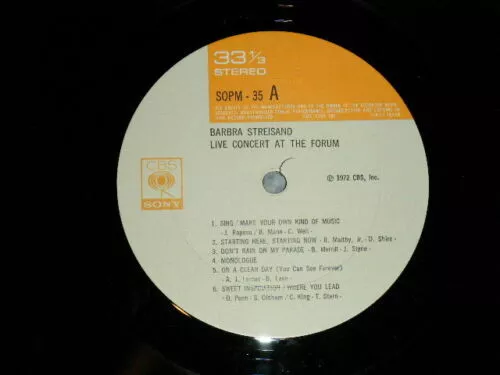 33 1/3
STEREO
SOPM - 35 A
BARBRA STREISAND
LIVE CONCERT AT THE FORUM
CBS
SONY
Ⓟ 1972 CBS, Inc.
1. SING / MAKE YOUR OWN KIND OF MUSIC
- J. Raposo / B. Mann - C. Weil -
2. STARTING HERE, STARTING NOW - R. Maltby, Jr. - D. Shire -
3. DON'T RAIN ON MY PARADE - B. Merrill - J. Styne -
4. MONOLOGUE
5. ON A CLEAR DAY (You Can See Forever)
- A. J. Lerner - B. Lane -
6. SWEET INSPIRATION / WHERE YOU LEAD
- D. Penn - S. Oldham / C. King - T. Stern -